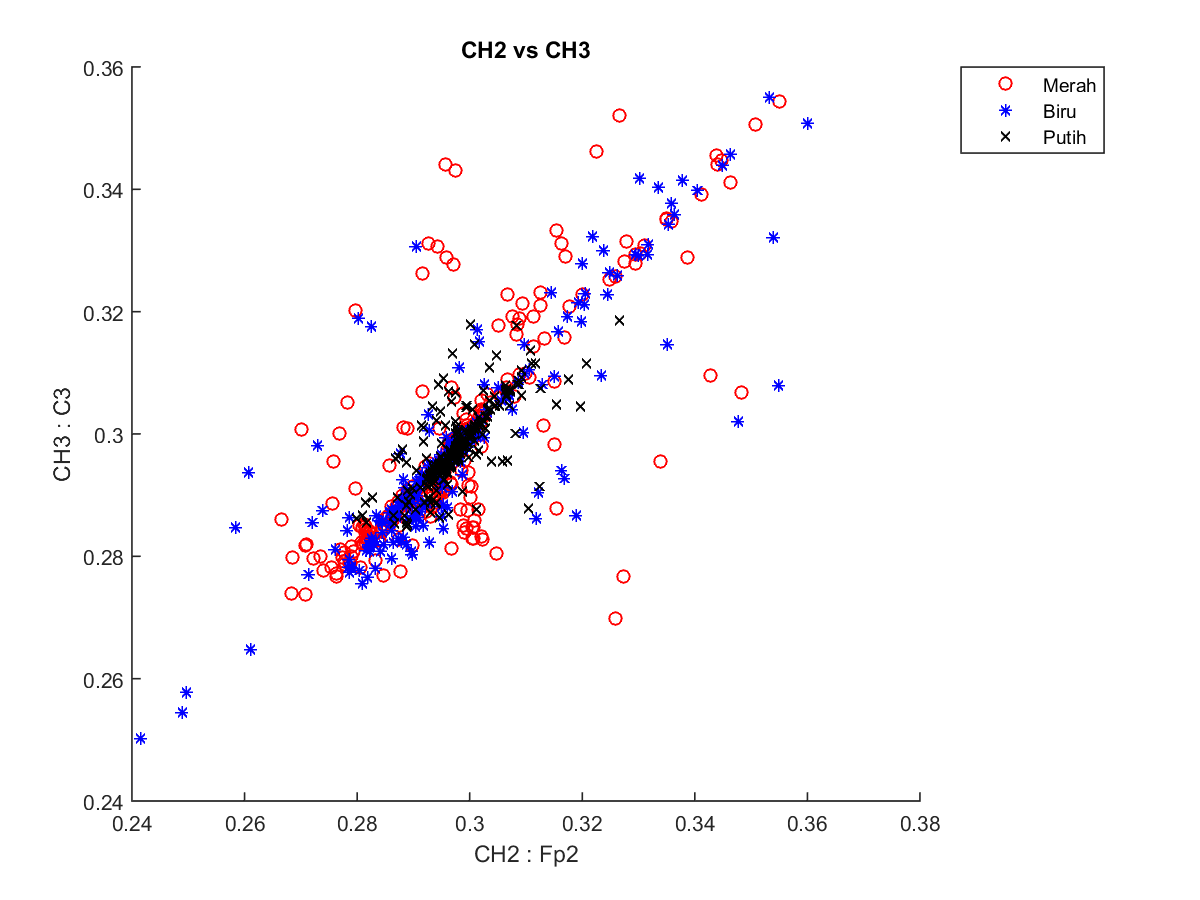 CH2 vs CH3
Merah
Biru
Putih
0.36
0.34
0.32
0.3
0.28
0.26
0.24
CH3 : C3
0.24 0.26 0.28 0.3 0.32 0.34 0.36 0.38
CH2 : Fp2